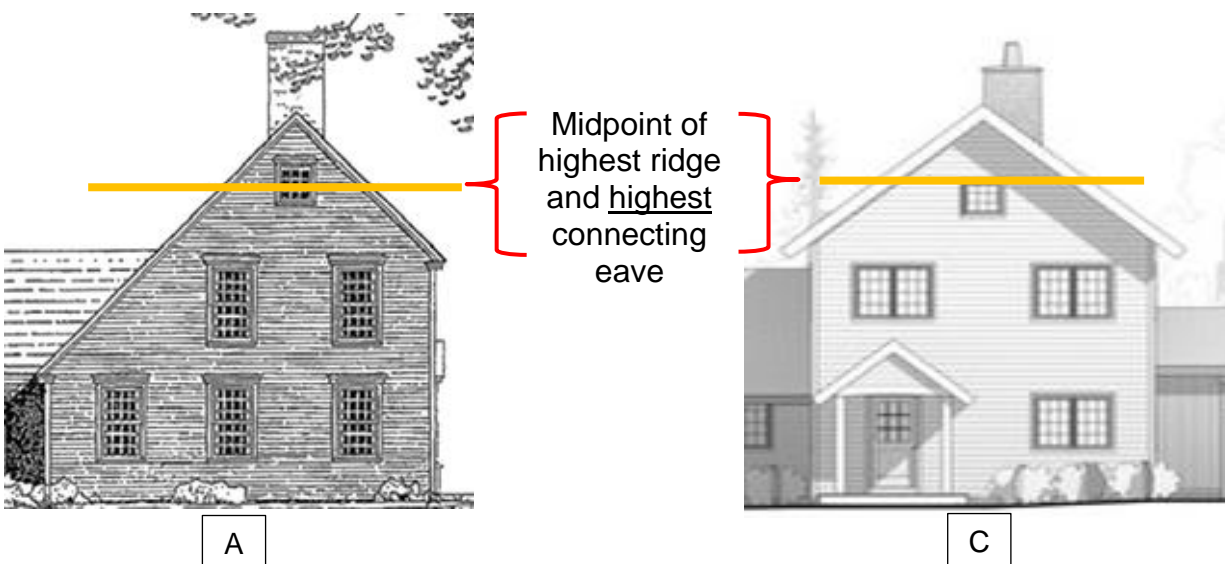 Midpoint of
highest ridge
and highest
connecting
eave
A
C